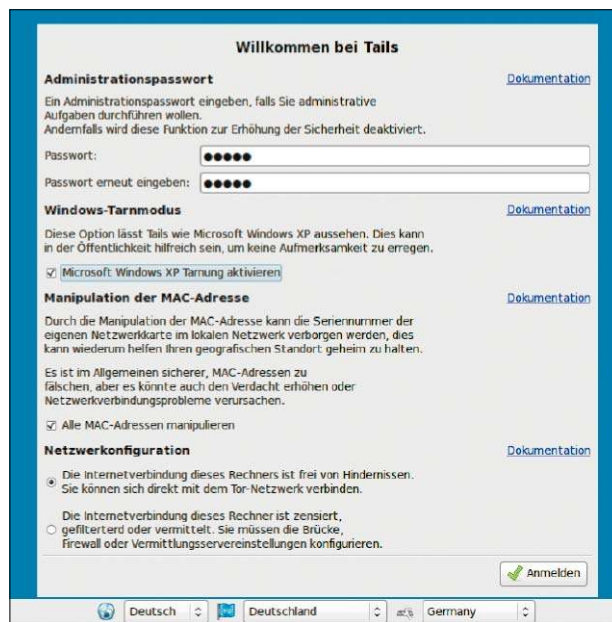 Willkommen bei Tails
Administrationspasswort
Dokumentation
Ein Administrationspasswort eingeben, falls Sie administrative
Aufgaben durchführen wollen.
Andernfalls wird diese Funktion zur Erhöhung der Sicherheit deaktiviert.
Passwort:
Passwort erneut eingeben:
Windows-Tarnmodus
Dokumentation
Diese Option lässt Tails wie Microsoft Windows XP aussehen. Dies kann
in der Öffentlichkeit hilfreich sein, um keine Aufmerksamkeit zu erregen.
Microsoft Windows XP Tarnung aktivieren
Manipulation der MAC-Adresse
Dokumentation
Durch die Manipulation der MAC-Adresse kann die Seriennummer der
eigenen Netzwerkkarte im lokalen Netzwerk verborgen werden, dies
kann wiederum helfen Ihren geografischen Standort geheim zu halten.
Es ist im Allgemeinen sicherer, MAC-Adressen zu
fälschen, aber es könnte auch den Verdacht erhöhen oder
Netzwerkverbindungsprobleme verursachen.
Alle MAC-Adressen manipulieren
Netzwerkonfiguration
Dokumentation
Die Internetverbindung dieses Rechners ist frei von Hindernissen.
Sie können sich direkt mit dem Tor-Netzwerk verbinden.
Die Internetverbindung dieses Rechner ist zensiert,
gefilterterd oder vermittelt. Sie müssen die Brücke,
Firewall oder Vermittlungsservereinstellungen konfigurieren.
Anmelden
Deutsch
Deutschland
Germany